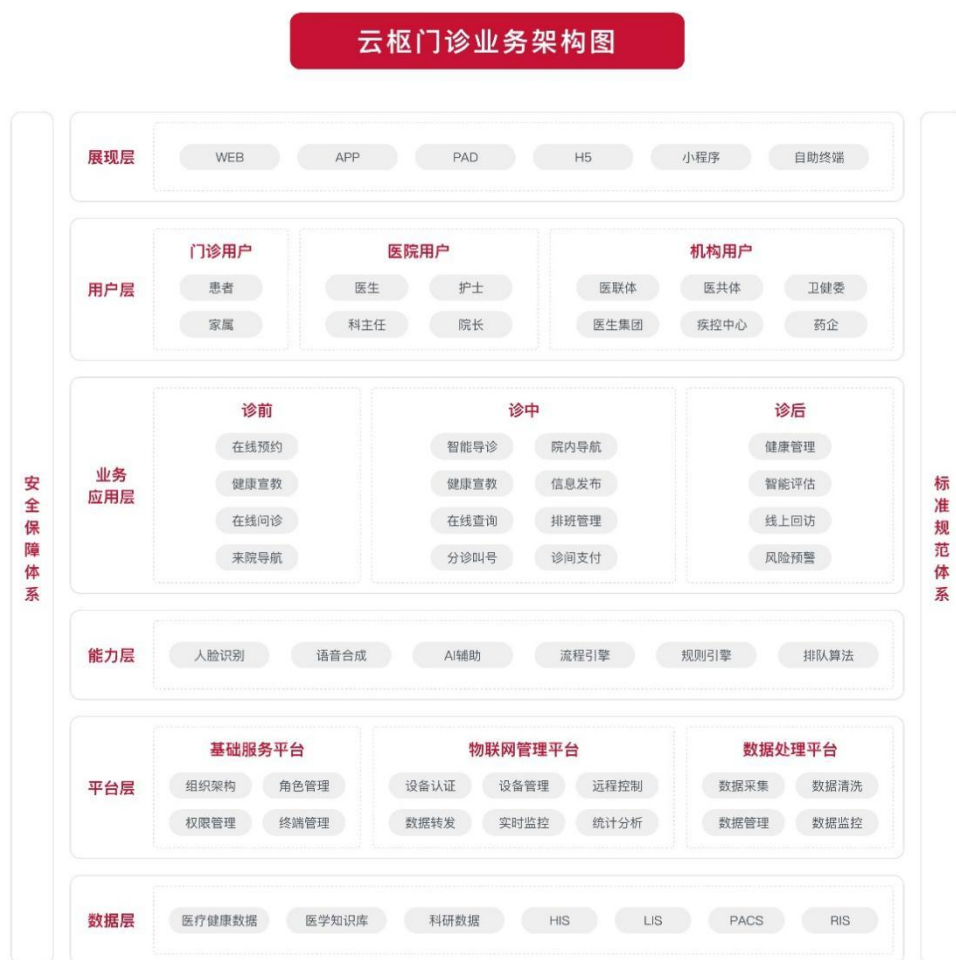 云枢门诊业务架构图
安全保障体系
标准规范体系
展现层
WEB APP PAD H5 小程序 自助终端
用户层
门诊用户
患者
家属
医院用户
医生 护士
科主任 院长
机构用户
医联体 医共体 卫健委
医生集团 疾控中心 药企
业务
应用层
诊前
在线预约
健康宣教
在线问诊
来院导航
诊中
智能导诊 院内导航
健康宣教 信息发布
在线查询 排班管理
分诊叫号 诊间支付
诊后
健康管理
智能评估
线上回访
风险预警
能力层
人脸识别 语音合成 AI辅助 流程引擎 规则引擎 排队算法
平台层
基础服务平台
组织架构 角色管理
权限管理 终端管理
物联网管理平台
设备认证 设备管理 远程控制
数据转发 实时监控 统计分析
数据处理平台
数据采集 数据清洗
数据管理 数据监控
数据层
医疗健康数据 医学知识库 科研数据 HIS LIS PACS RIS